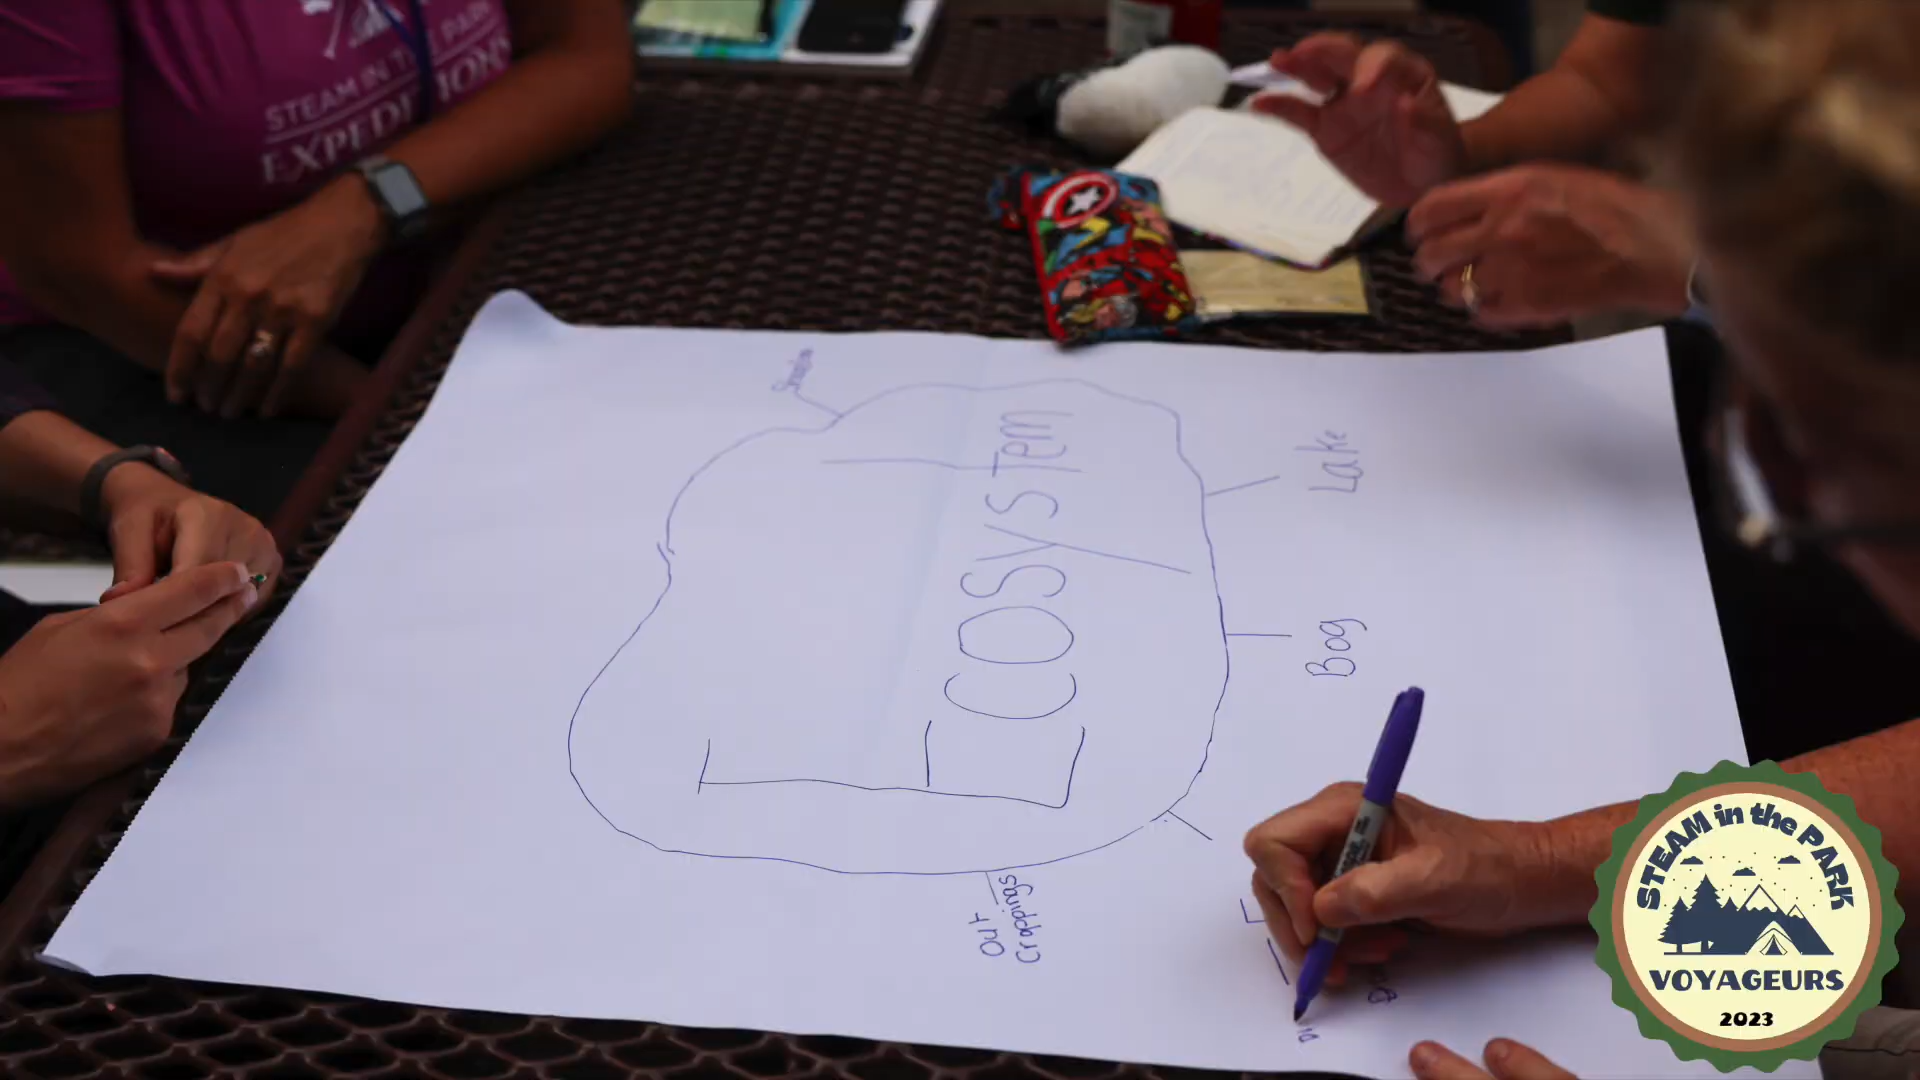 STEAM IN THE PARK
EXPEDITIONS
ECOSYSTem
Lake
Bog
Out
Croppings
STEAM in the PARK
VOYAGEURS
2023